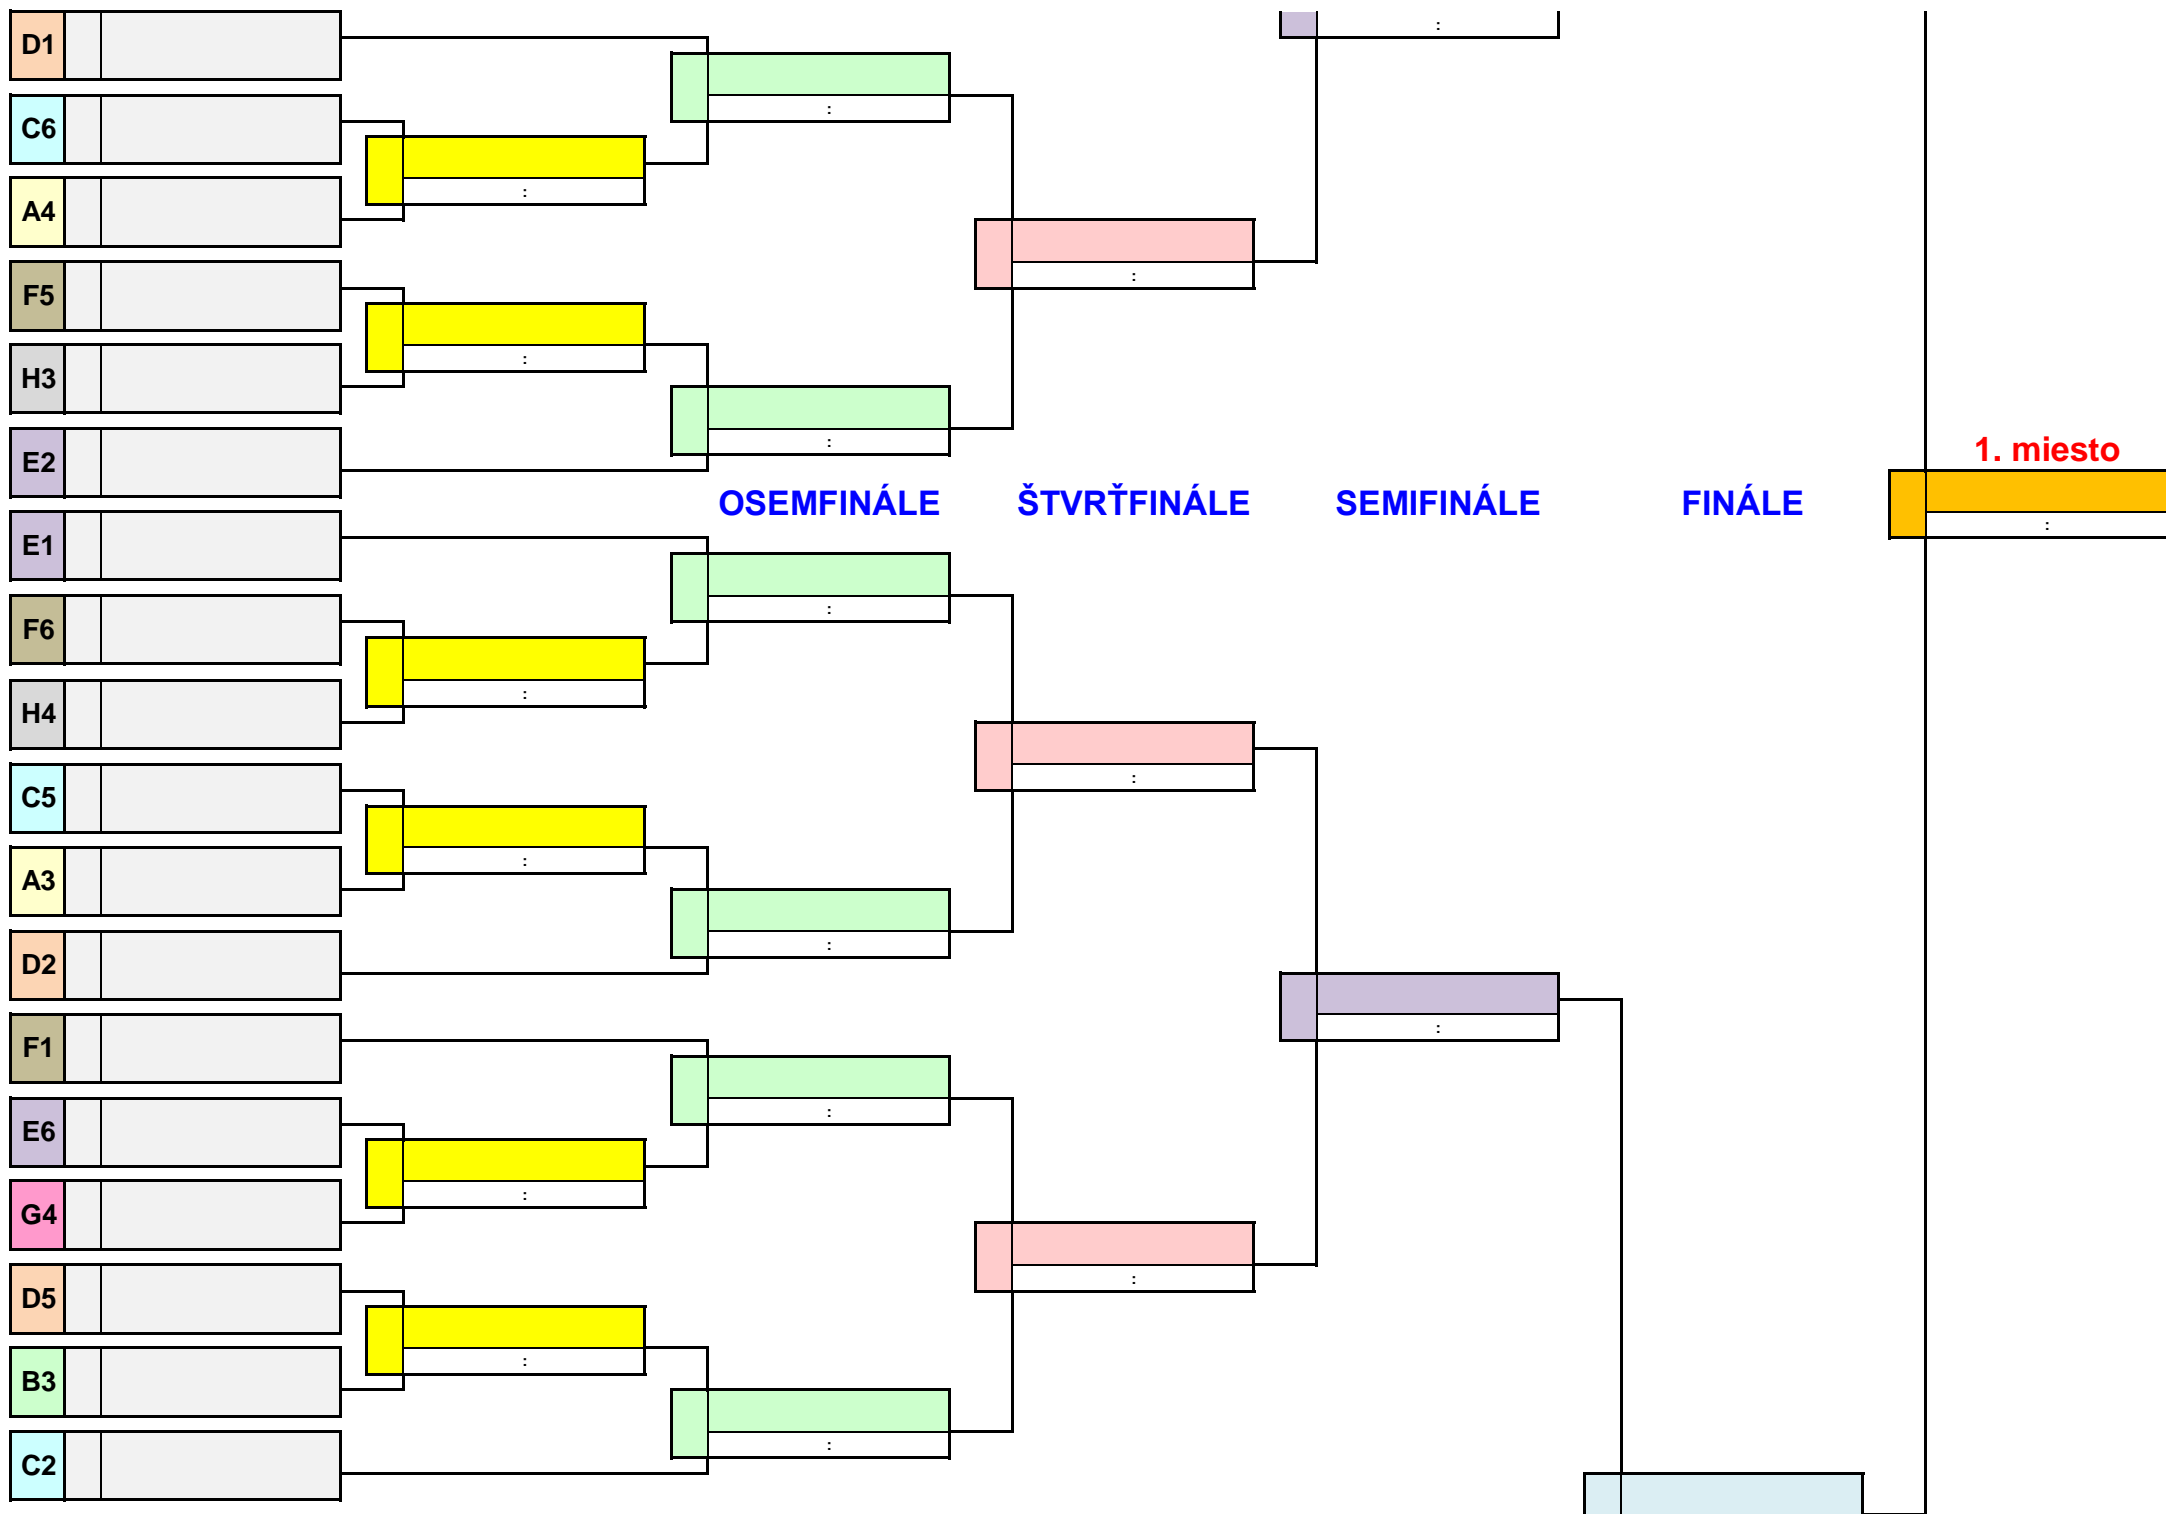 D1
:
:
C6
:
A4
:
F5
:
H3
:
E2
1. miesto
OSEMFINÁLE ŠTVRŤFINÁLE SEMIFINÁLE FINÁLE
:
E1
:
F6
:
H4
:
C5
:
A3
:
D2
:
F1
:
E6
:
G4
:
D5
:
B3
:
C2